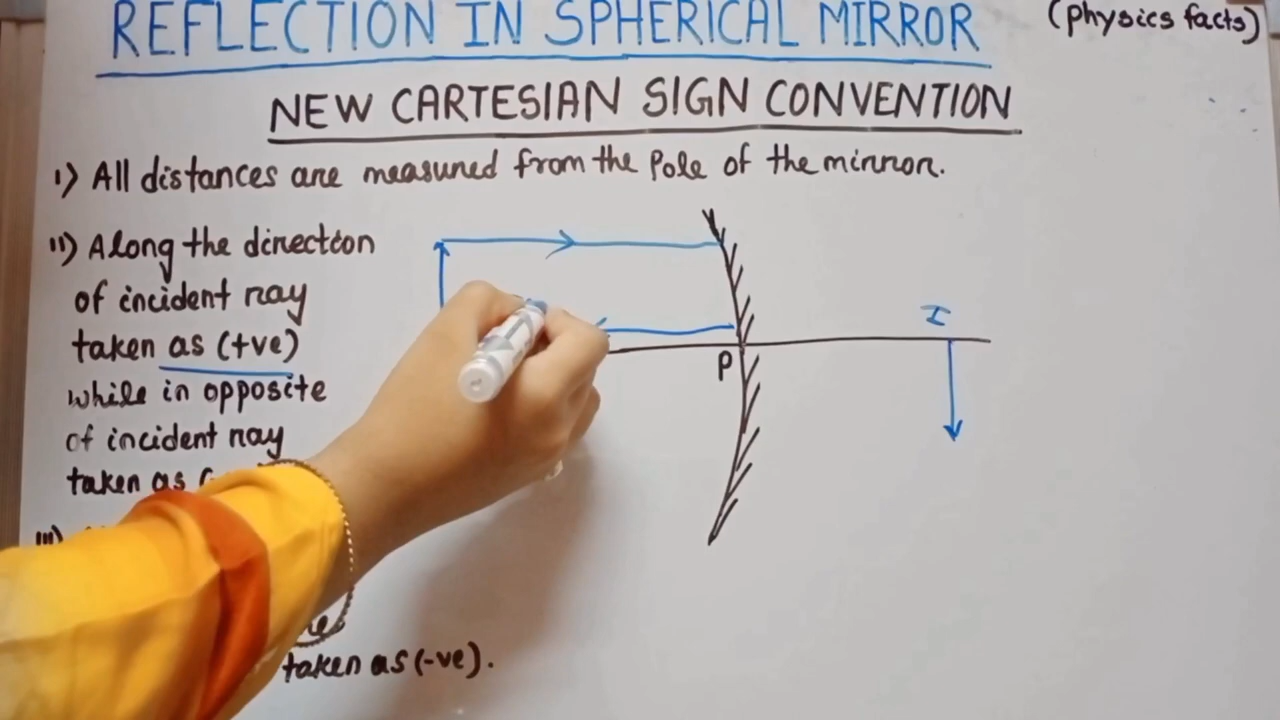 REFLECTION IN SPHERICAL MIRROR
(physics facts)
NEW CARTESIAN SIGN CONVENTION
i) All distances are measured from the Pole of the mirror.
ii) Along the direction
of incident ray
taken as (+ve)
while in opposite
of incident ray
taken as (
iii)
I
P
taken as (-ve).